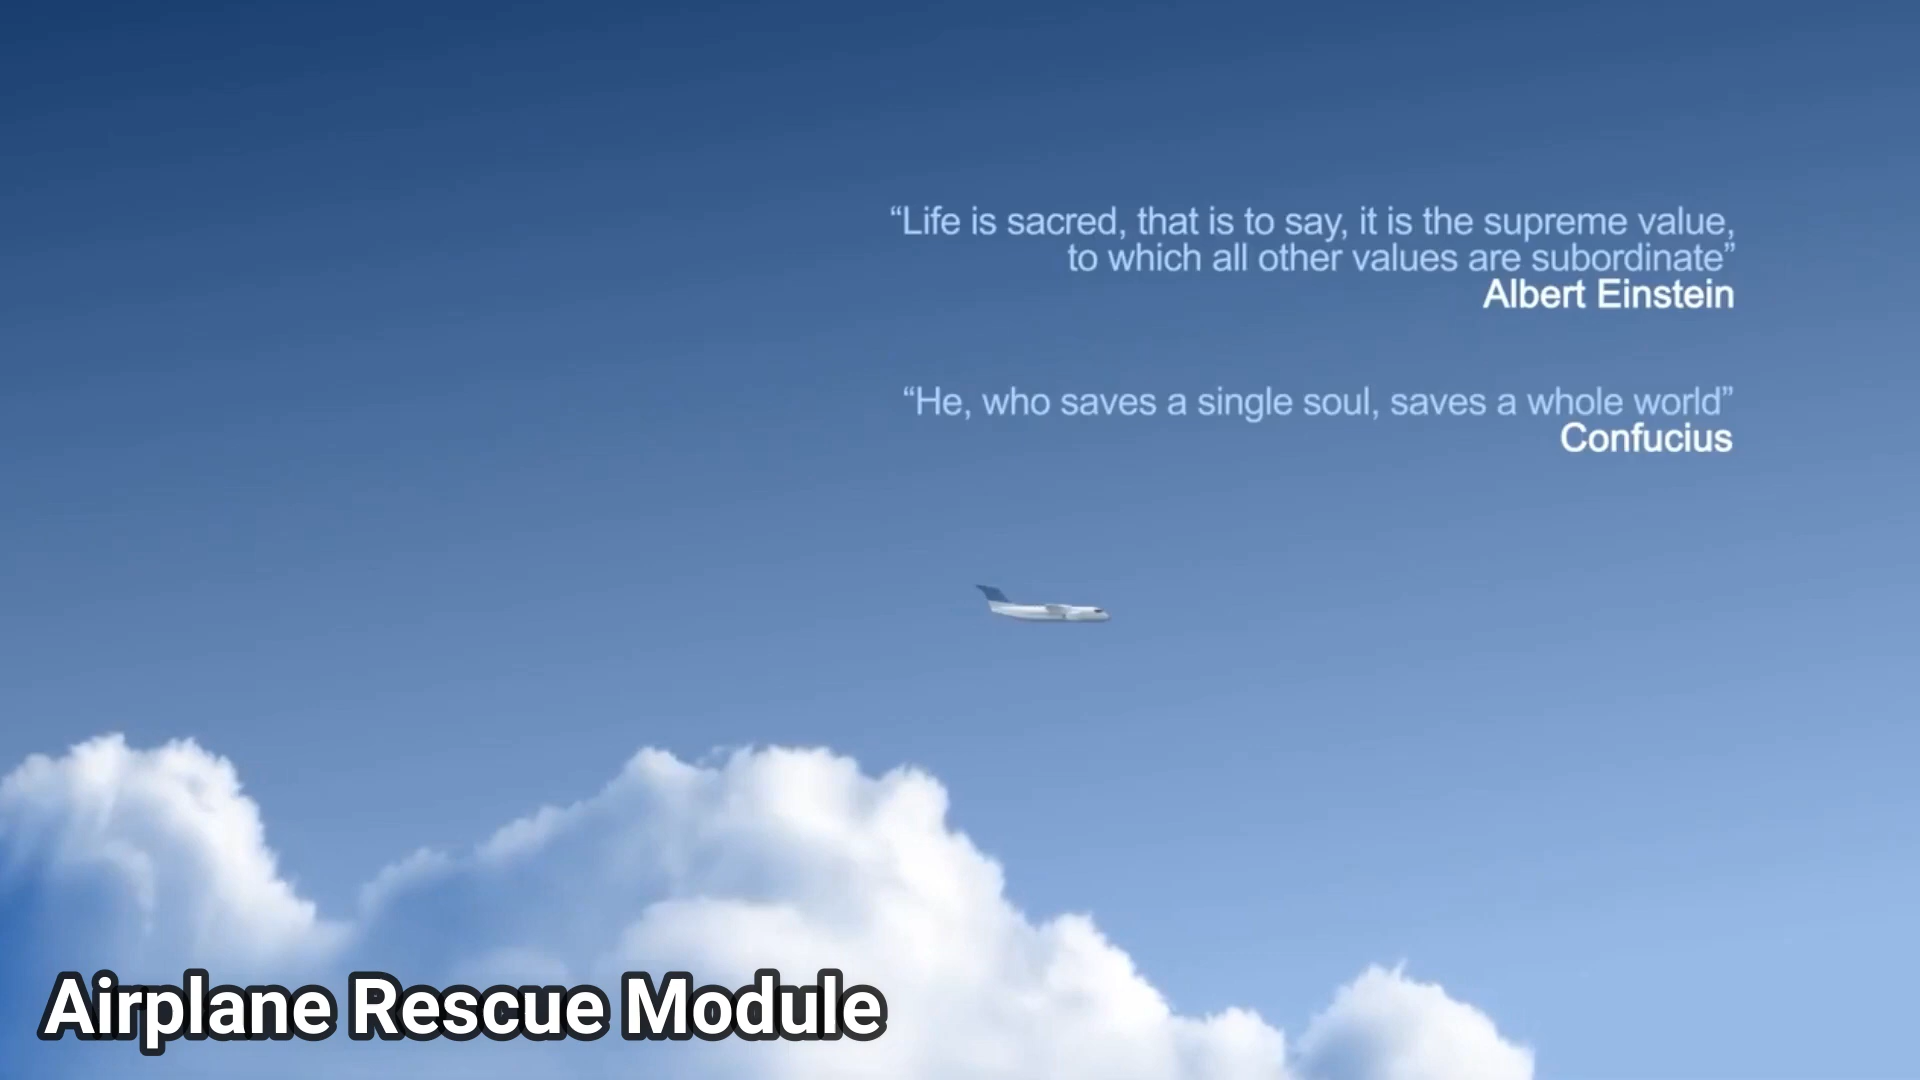 “Life is sacred, that is to say, it is the supreme value,
to which all other values are subordinate”
Albert Einstein
“He, who saves a single soul, saves a whole world”
Confucius
Airplane Rescue Module